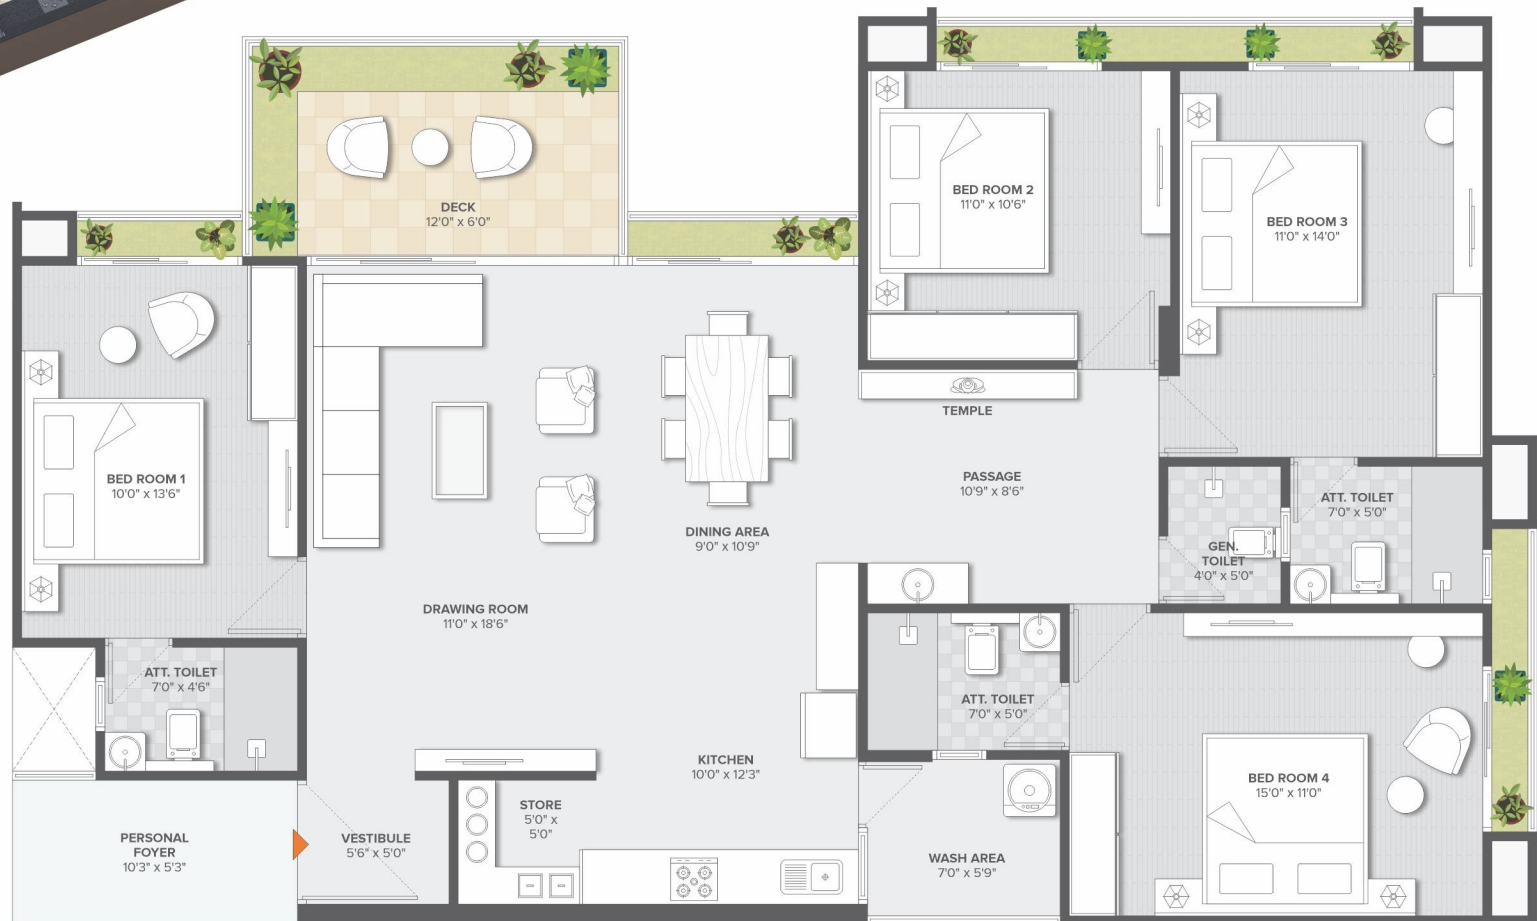 DECK
12'0" x 6'0"
BED ROOM 2
11'0" x 10'6"
BED ROOM 3
11'0" x 14'0"
TEMPLE
BED ROOM 1
10'0" x 13'6"
PASSAGE
10'9" x 8'6"
ATT. TOILET
7'0" x 5'0"
DINING AREA
9'0" x 10'9"
GEN.
TOILET
4'0" x 5'0"
DRAWING ROOM
11'0" x 18'6"
ATT. TOILET
7'0" x 4'6"
ATT. TOILET
7'0" x 5'0"
KITCHEN
10'0" x 12'3"
BED ROOM 4
15'0" x 11'0"
STORE
5'0" x
5'0"
PERSONAL
FOYER
10'3" x 5'3"
VESTIBULE
5'6" x 5'0"
WASH AREA
7'0" x 5'9"